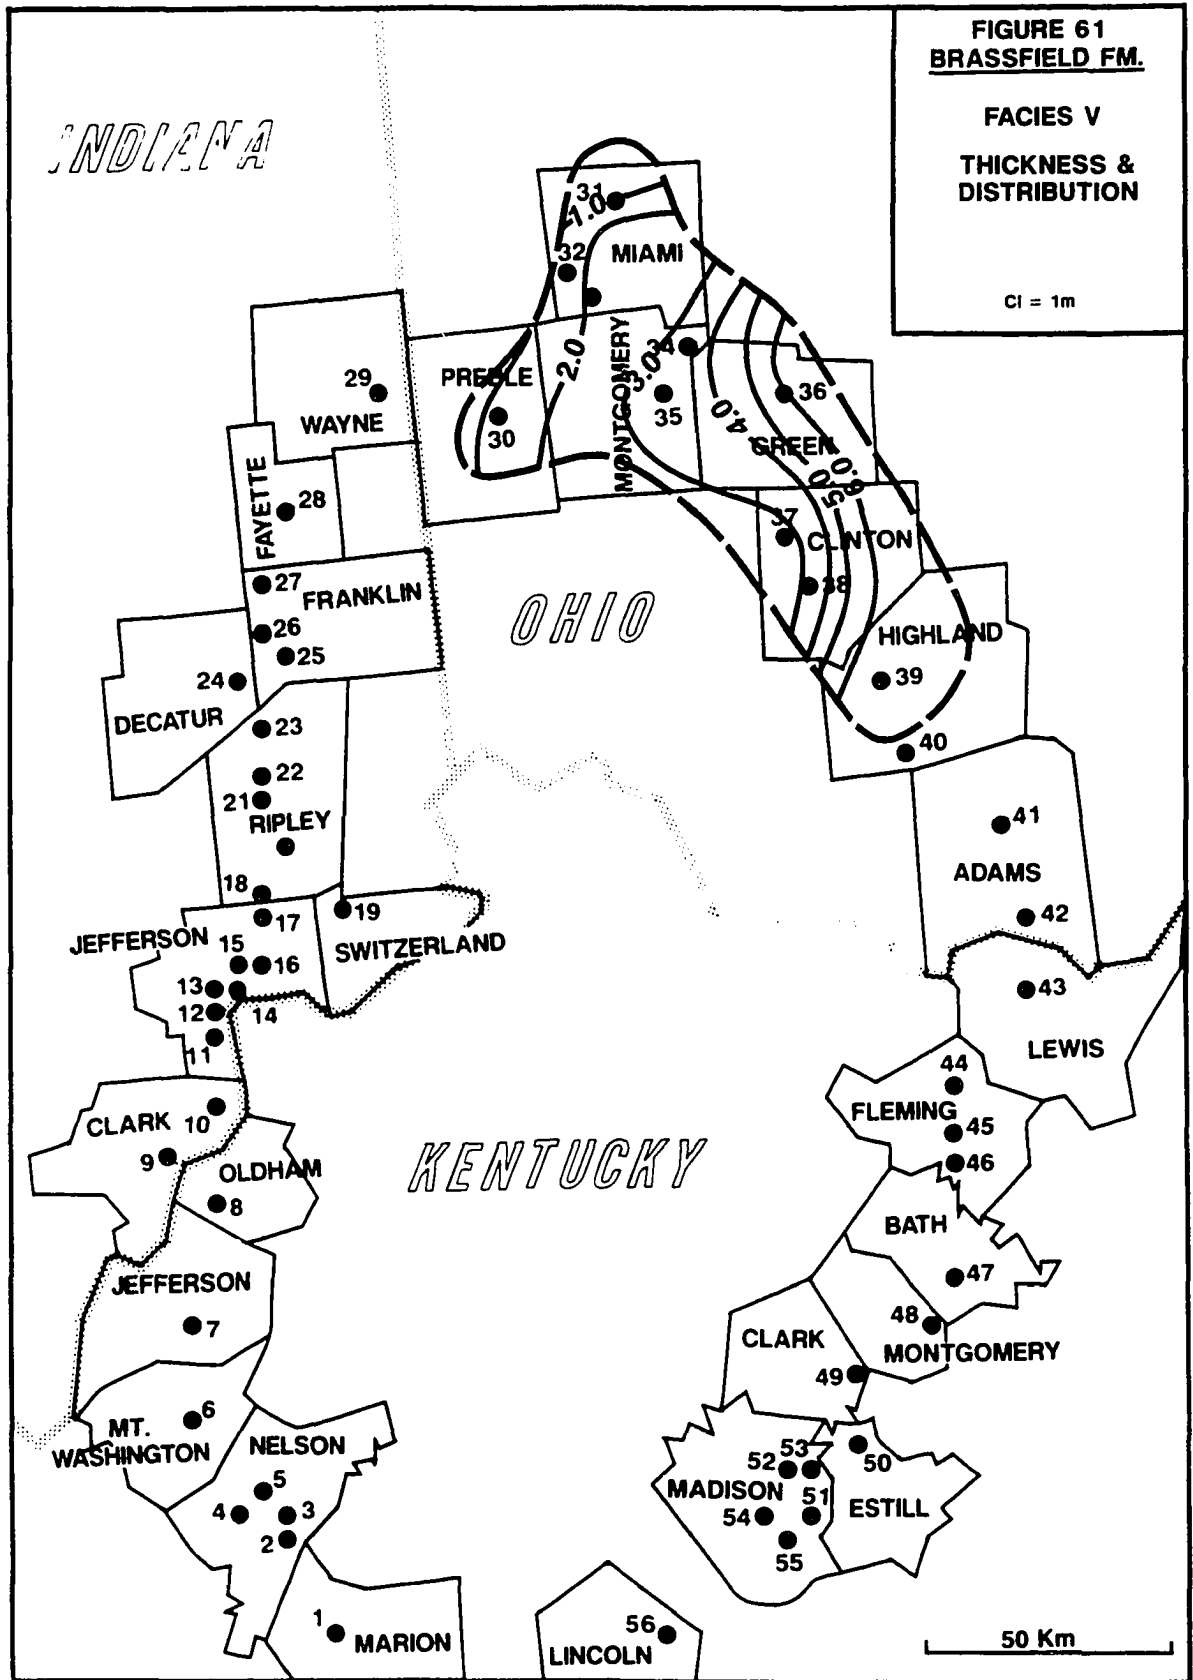 FIGURE 61
BRASSFIELD FM.
FACIES V
THICKNESS &
DISTRIBUTION
CI = 1m
INDIANA
31
1.0
32
MIAMI
2.0
MONTGOMERY
34
3.0
35
29
WAYNE
PREBLE
30
36
4.0
GREEN
5.0
6.0
FAYETTE
28
37
CLINTON
38
27
FRANKLIN
26
25
OHIO
HIGHLAND
24
39
DECATUR
23
40
22
21
RIPLEY
41
ADAMS
18
19
42
17
JEFFERSON
SWITZERLAND
15
16
13
43
12
14
11
LEWIS
44
CLARK
10
FLEMING
45
9
OLDHAM
KENTUCKY
46
8
BATH
JEFFERSON
47
7
48
CLARK
MONTGOMERY
49
6
MT.
WASHINGTON
NELSON
53
50
52
5
MADISON
51
ESTILL
4
3
54
2
55
1
MARION
56
LINCOLN
50 Km